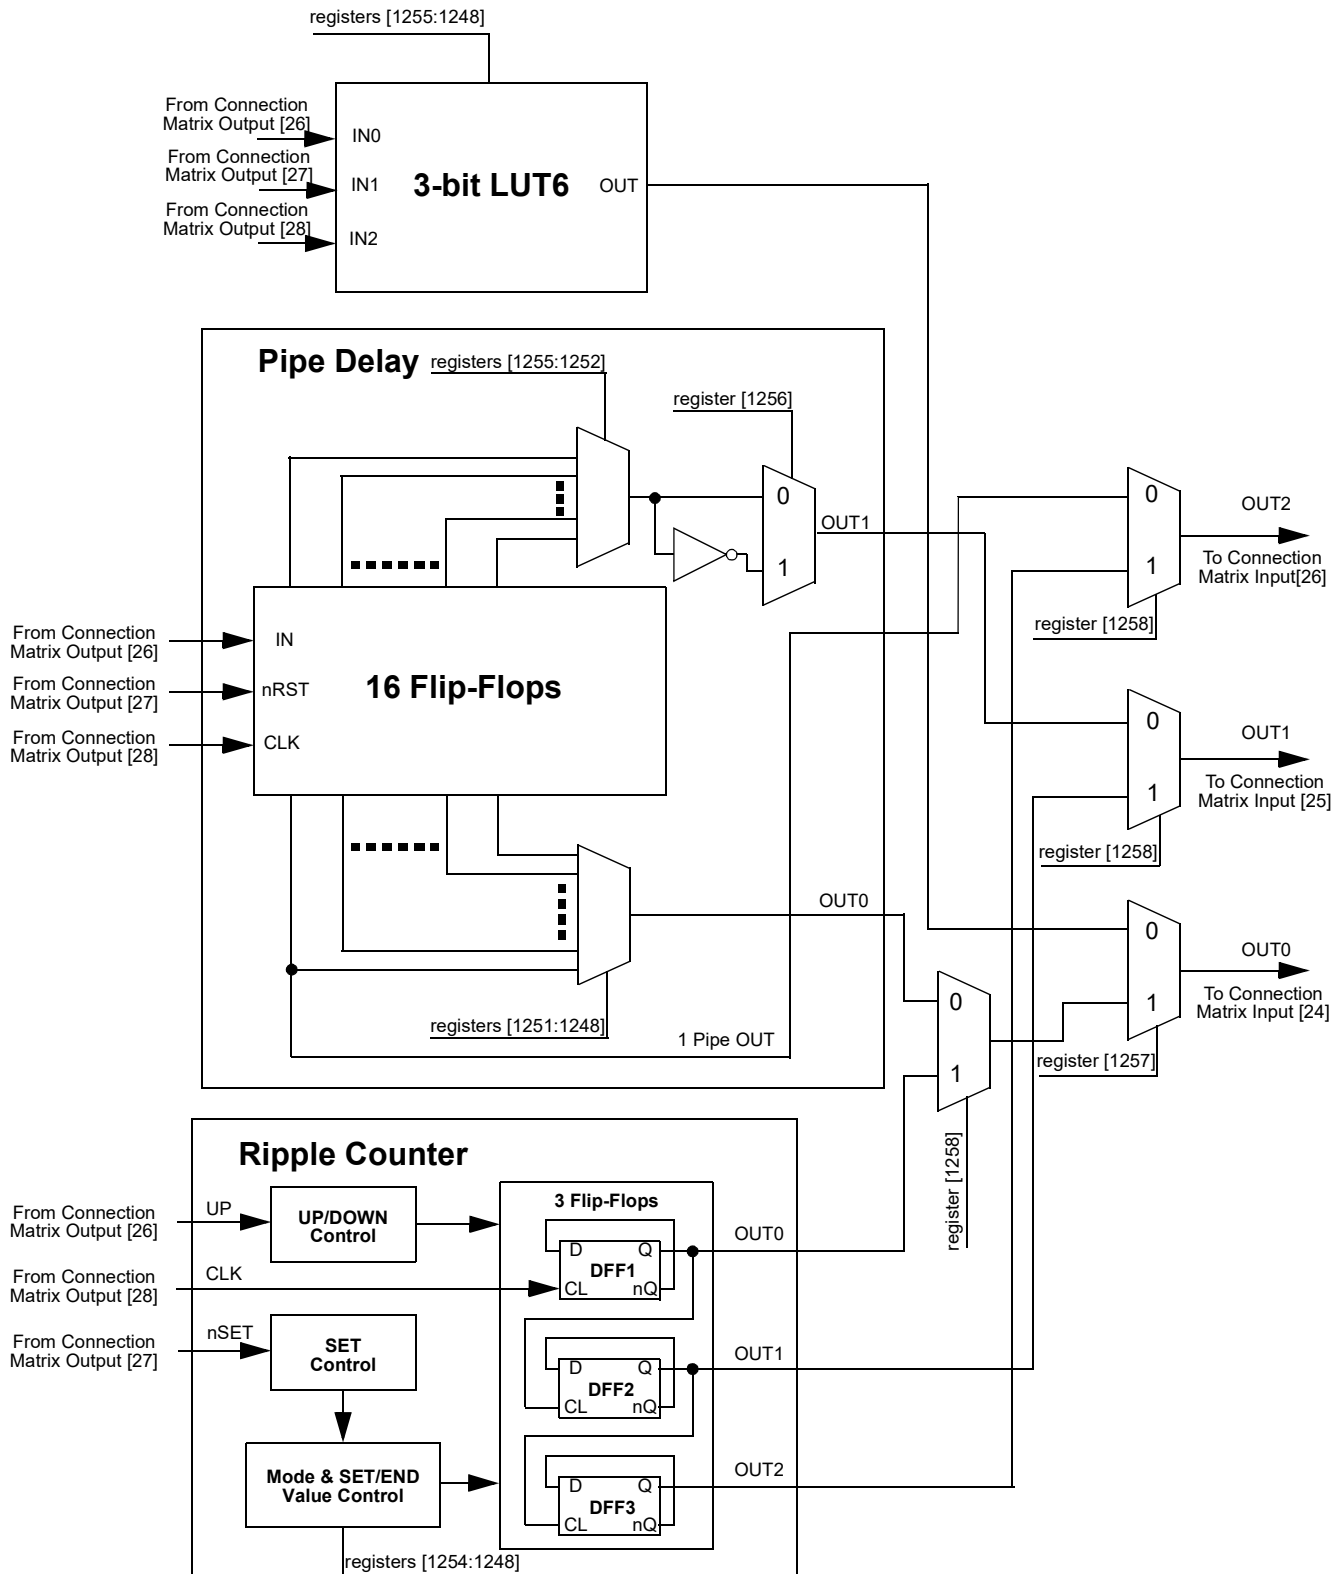 registers [1255:1248]
From Connection
Matrix Output [26]
IN0
From Connection
Matrix Output [27]
IN1
3-bit LUT6
OUT
From Connection
Matrix Output [28]
IN2
Pipe Delay
registers [1255:1252]
register [1256]
0
1
OUT1
0
1
OUT2
To Connection
Matrix Input[26]
register [1258]
From Connection
Matrix Output [26]
IN
From Connection
Matrix Output [27]
nRST
16 Flip-Flops
From Connection
Matrix Output [28]
CLK
0
1
OUT1
To Connection
Matrix Input [25]
register [1258]
OUT0
registers [1251:1248]
1 Pipe OUT
0
1
register [1258]
0
1
OUT0
To Connection
Matrix Input [24]
register [1257]
Ripple Counter
From Connection
Matrix Output [26]
UP
UP/DOWN
Control
3 Flip-Flops
D
Q
DFF1
CL
nQ
OUT0
From Connection
Matrix Output [28]
CLK
From Connection
Matrix Output [27]
nSET
SET
Control
D
Q
DFF2
CL
nQ
OUT1
Mode & SET/END
Value Control
D
Q
DFF3
CL
nQ
OUT2
registers [1254:1248]